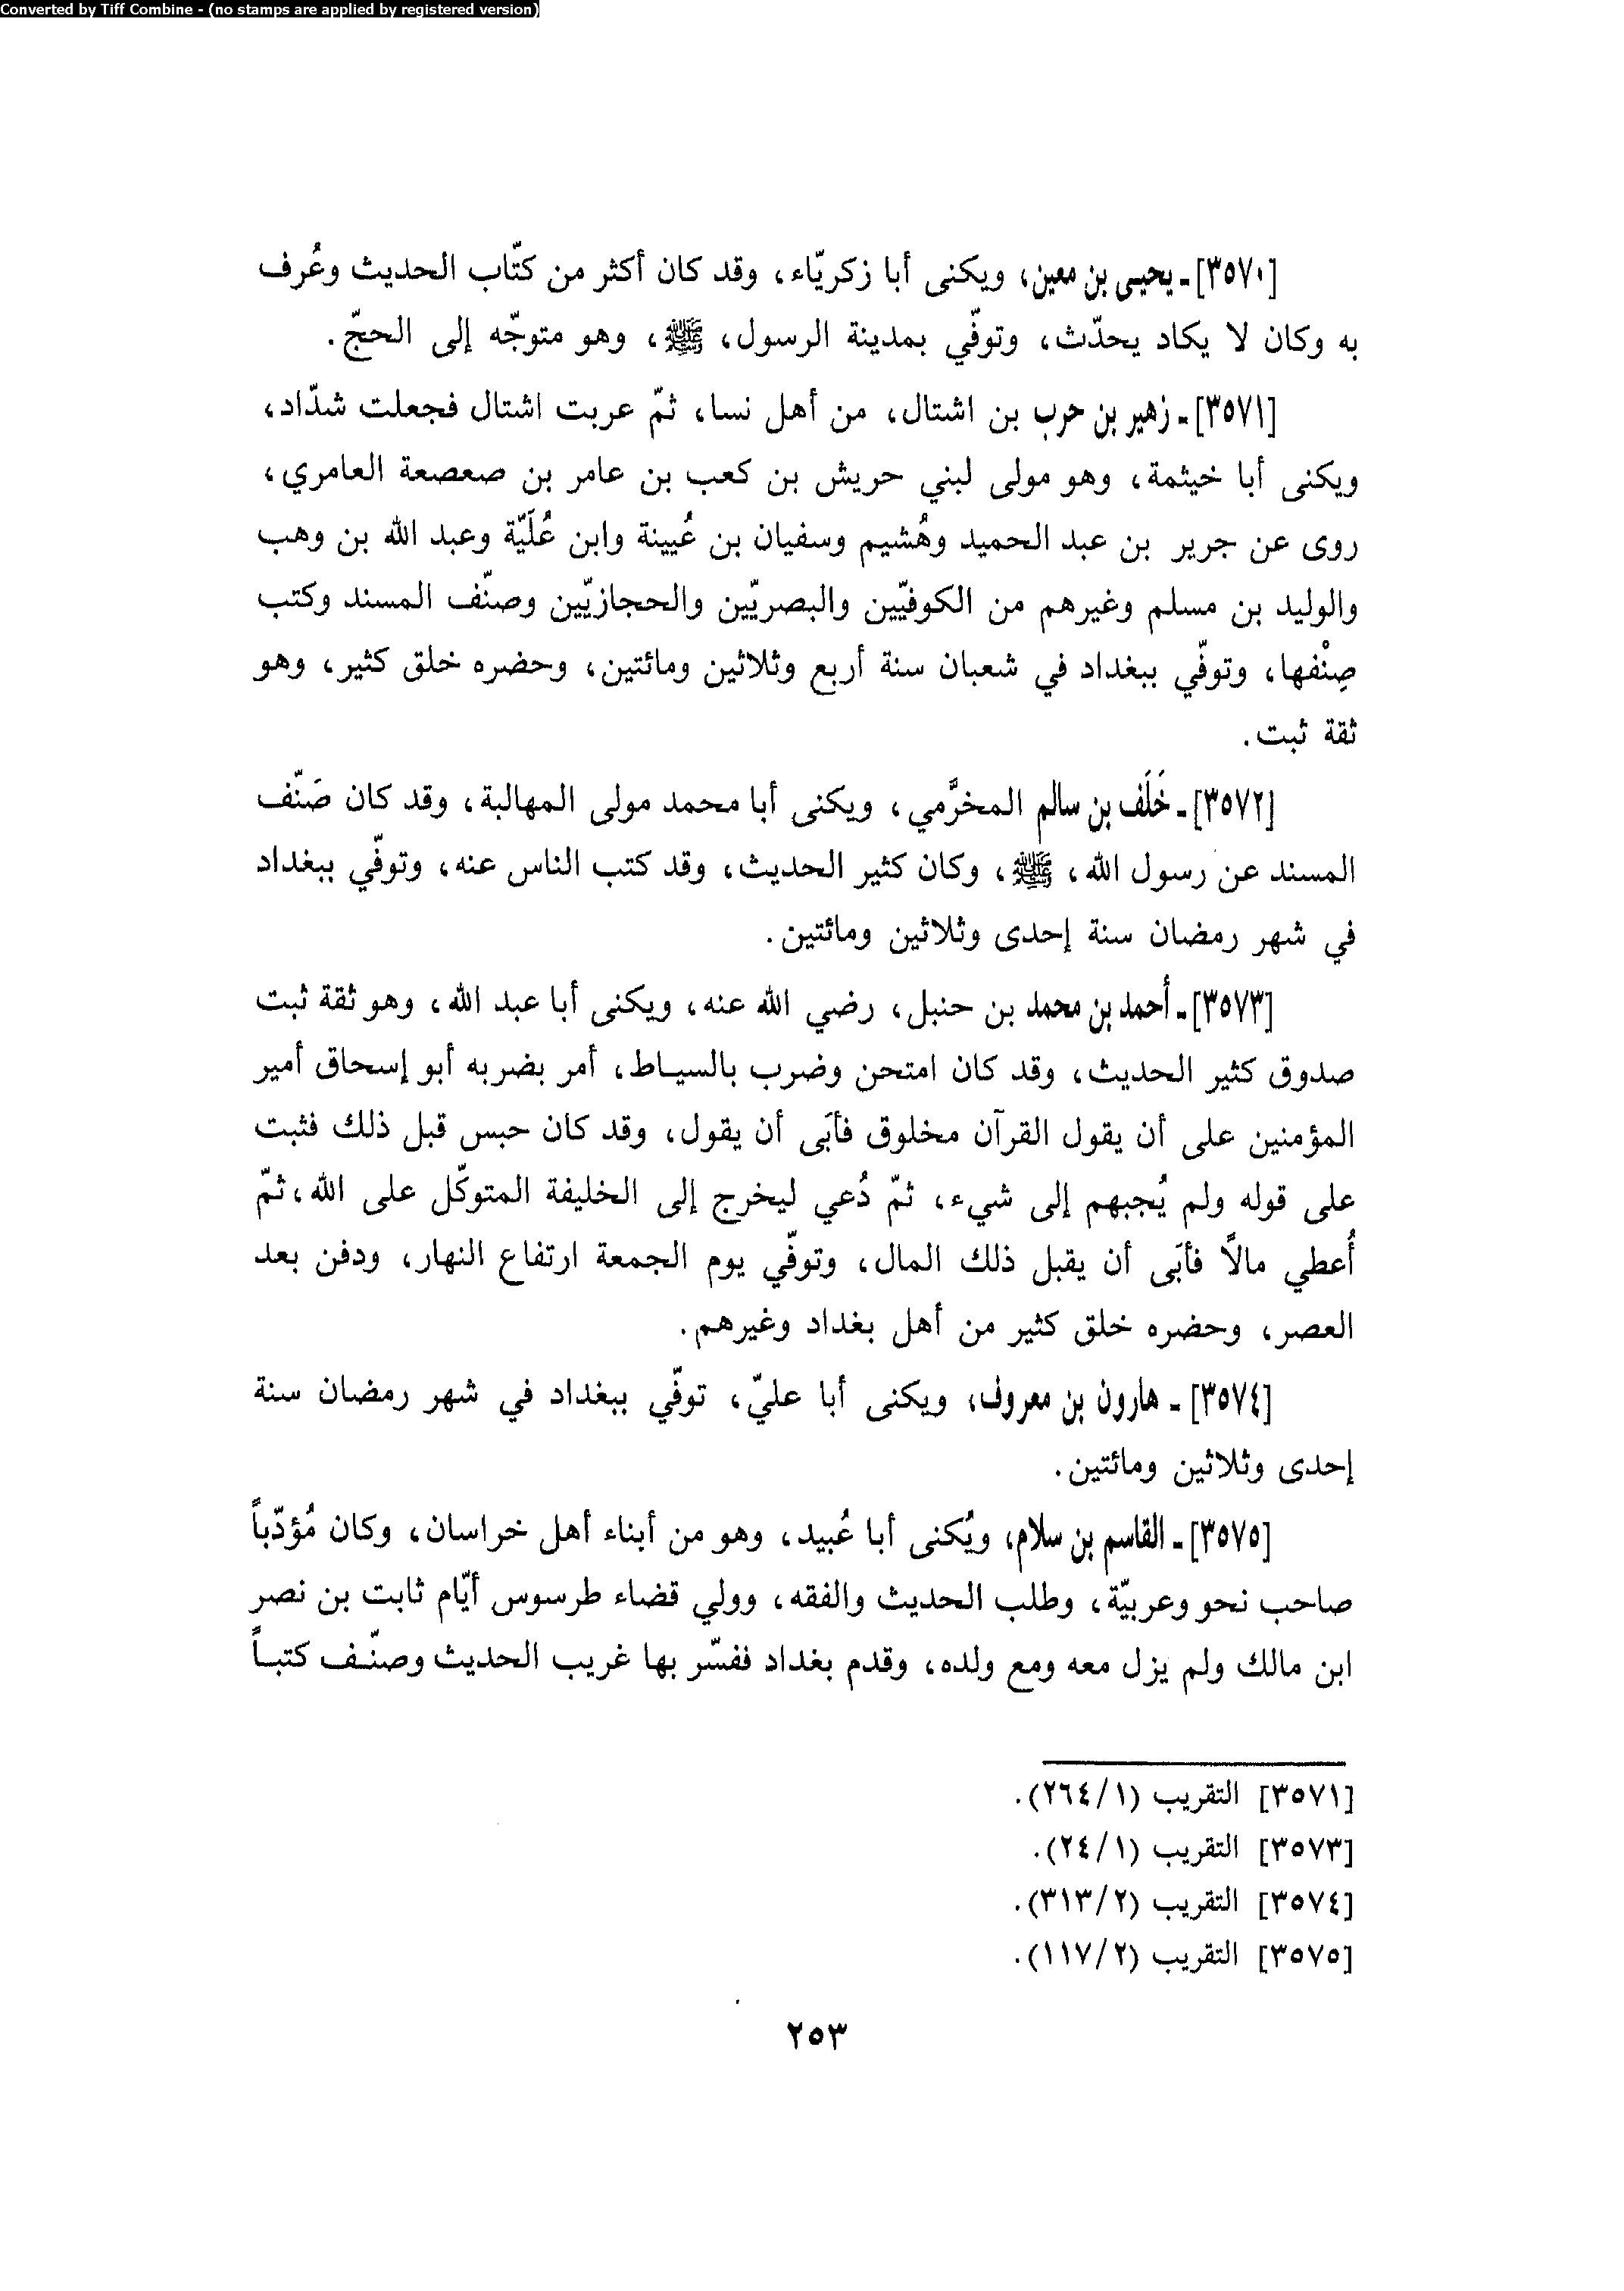 Converted by Tiff Combine - (no stamps are applied by registered version)
[٣٥٧٠] ـ يحيى بن معين، ويكنى أبا زكريّاء، وقد كان أكثر من كتّاب الحديث وعُرف
به وكان لا يكاد يحدّث، وتوفّي بمدينة الرسول، ﷺ، وهو متوجّه إلى الحجّ.
[٣٥٧١] ـ زهير بن حرب بن اشتال، من أهل نسا، ثمّ عربت اشتال فجعلت شدّاد،
ويكنى أبا خيثمة، وهو مولى لبني حريش بن كعب بن عامر بن صعصعة العامري،
روى عن جرير بن عبد الحميد وهُشيم وسفيان بن عُيينة وابن عُلَيّة وعبد الله بن وهب
والوليد بن مسلم وغيرهم من الكوفيّين والبصريّين والحجازيّين وصنّف المسند وكتب
صِنْفها، وتوفّي ببغداد في شعبان سنة أربع وثلاثين ومائتين، وحضره خلق كثير، وهو
ثقة ثبت.
[٣٥٧٢] ـ خَلَف بن سالم المخرَّمي، ويكنى أبا محمد مولى المهالبة، وقد كان صَنّف
المسند عن رسول الله، ﷺ، وكان كثير الحديث، وقد كتب الناس عنه، وتوفّي ببغداد
في شهر رمضان سنة إحدى وثلاثين ومائتين.
[٣٥٧٣] ـ أحمد بن محمد بن حنبل، رضي الله عنه، ويكنى أبا عبد الله، وهو ثقة ثبت
صدوق كثير الحديث، وقد كان امتحن وضرب بالسياط، أمر بضربه أبو إسحاق أمير
المؤمنين على أن يقول القرآن مخلوق فأبَى أن يقول، وقد كان حبس قبل ذلك فثبت
على قوله ولم يُجبهم إلى شيء، ثمّ دُعي ليخرج إلى الخليفة المتوكّل على الله، ثمّ
أُعطي مالاً فأبَى أن يقبل ذلك المال، وتوفّي يوم الجمعة ارتفاع النهار، ودفن بعد
العصر، وحضره خلق كثير من أهل بغداد وغيرهم.
[٣٥٧٤] ـ هارون بن معروف، ويكنى أبا عليّ، توفّي ببغداد في شهر رمضان سنة
إحدى وثلاثين ومائتين.
[٣٥٧٥] ـ القاسم بن سلام، ويُكنى أبا عُبيد، وهو من أبناء أهل خراسان، وكان مُؤدّباً
صاحب نحو وعربيّة، وطلب الحديث والفقه، وولي قضاء طرسوس أيّام ثابت بن نصر
ابن مالك ولم يزل معه ومع ولده، وقدم بغداد ففسّر بها غريب الحديث وصنّف كتباً
[٣٥٧١] التقريب (١/ ٢٦٤).
[٣٥٧٣] التقريب (١/ ٢٤).
[٣٥٧٤] التقريب (٢/ ٣١٣).
[٣٥٧٥] التقريب (٢/ ١١٧).
٢٥٣